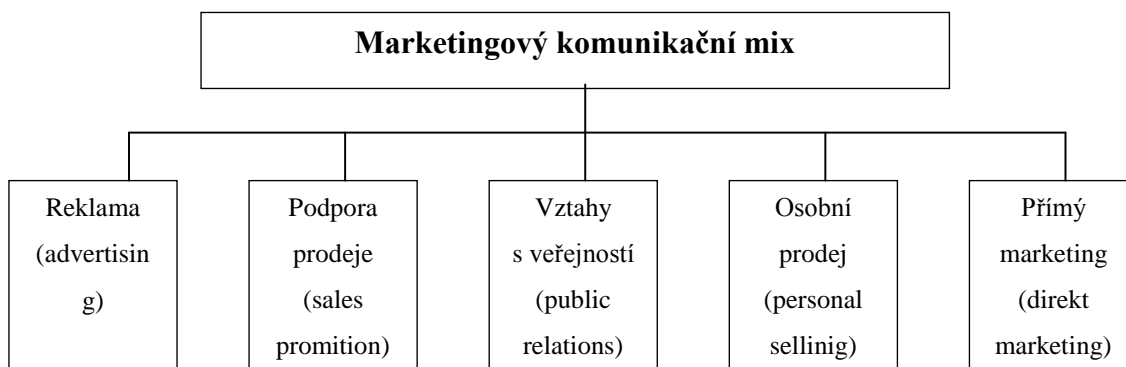 Marketingový komunikační mix
Reklama
(advertisin
g)
Podpora
prodeje
(sales
promition)
Vztahy
s veřejností
(public
relations)
Osobní
prodej
(personal
sellinig)
Přímý
marketing
(direkt
marketing)